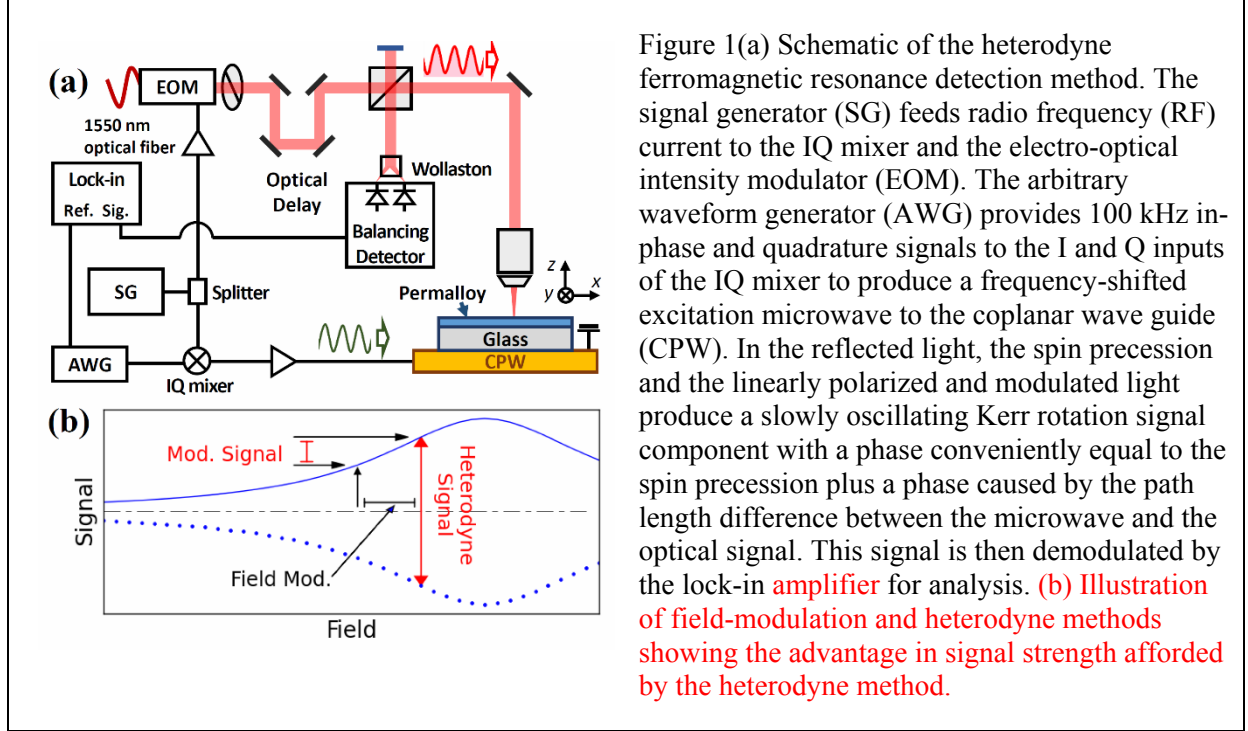 (a)
EOM
1550 nm
optical fiber
Lock-in
Ref. Sig.
Optical
Delay
Wollaston
Balancing
Detector
SG
Splitter
AWG
IQ mixer
Permalloy
Glass
CPW
z
y
x
(b)
Mod. Signal
Heterodyne
Signal
Field Mod.
Signal
Field
Figure 1(a) Schematic of the heterodyne
ferromagnetic resonance detection method. The
signal generator (SG) feeds radio frequency (RF)
current to the IQ mixer and the electro-optical
intensity modulator (EOM). The arbitrary
waveform generator (AWG) provides 100 kHz in-
phase and quadrature signals to the I and Q inputs
of the IQ mixer to produce a frequency-shifted
excitation microwave to the coplanar wave guide
(CPW). In the reflected light, the spin precession
and the linearly polarized and modulated light
produce a slowly oscillating Kerr rotation signal
component with a phase conveniently equal to the
spin precession plus a phase caused by the path
length difference between the microwave and the
optical signal. This signal is then demodulated by
the lock-in amplifier for analysis. (b) Illustration
of field-modulation and heterodyne methods
showing the advantage in signal strength afforded
by the heterodyne method.